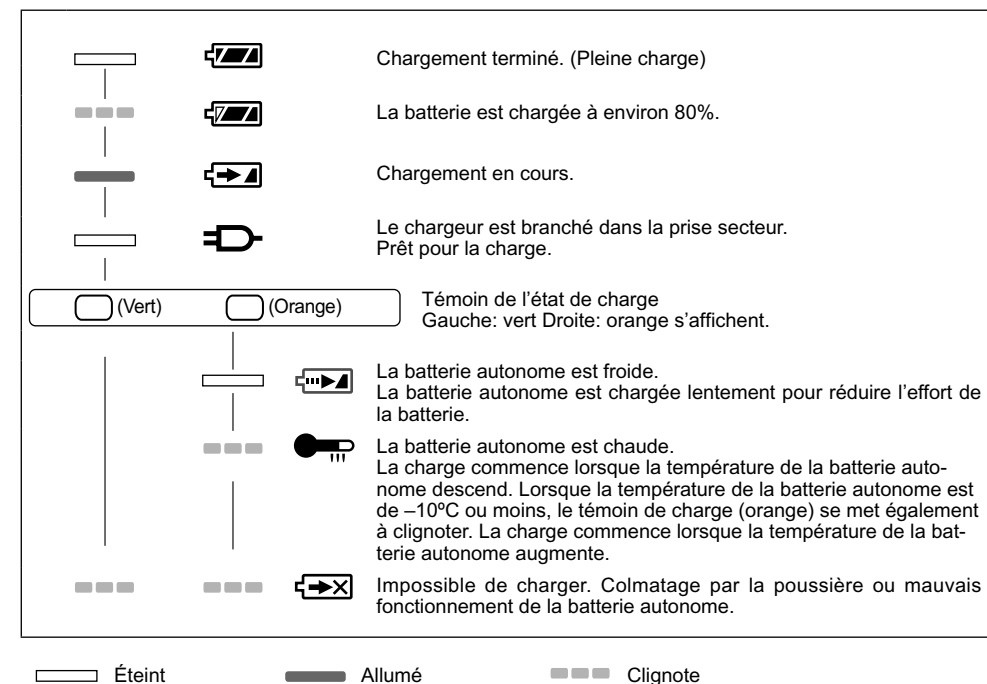 Chargement terminé. (Pleine charge)
La batterie est chargée à environ 80%.
Chargement en cours.
Le chargeur est branché dans la prise secteur.
Prêt pour la charge.
(Vert)
(Orange)
Témoin de l’état de charge
Gauche: vert Droite: orange s’affichent.
La batterie autonome est froide.
La batterie autonome est chargée lentement pour réduire l’effort de
la batterie.
La batterie autonome est chaude.
La charge commence lorsque la température de la batterie auto-
nome descend. Lorsque la température de la batterie autonome est
de –10ºC ou moins, le témoin de charge (orange) se met également
à clignoter. La charge commence lorsque la température de la bat-
terie autonome augmente.
Impossible de charger. Colmatage par la poussière ou mauvais
fonctionnement de la batterie autonome.
Éteint
Allumé
Clignote